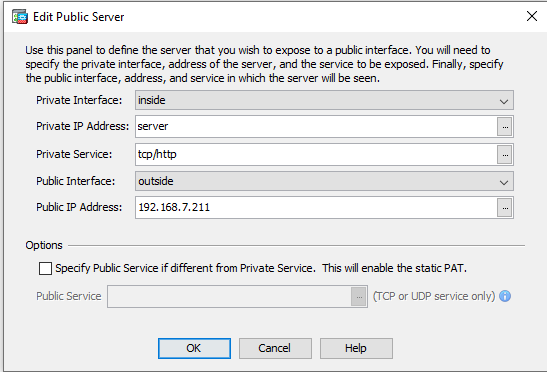 Edit Public Server
Use this panel to define the server that you wish to expose to a public interface. You will need to
specify the private interface, address of the server, and the service to be exposed. Finally, specify
the public interface, address, and service in which the server will be seen.
Private Interface: inside
Private IP Address: server ...
Private Service: tcp/http ...
Public Interface: outside
Public IP Address: 192.168.7.211 ...
Options
Specify Public Service if different from Private Service. This will enable the static PAT.
Public Service ... (TCP or UDP service only) i
OK Cancel Help